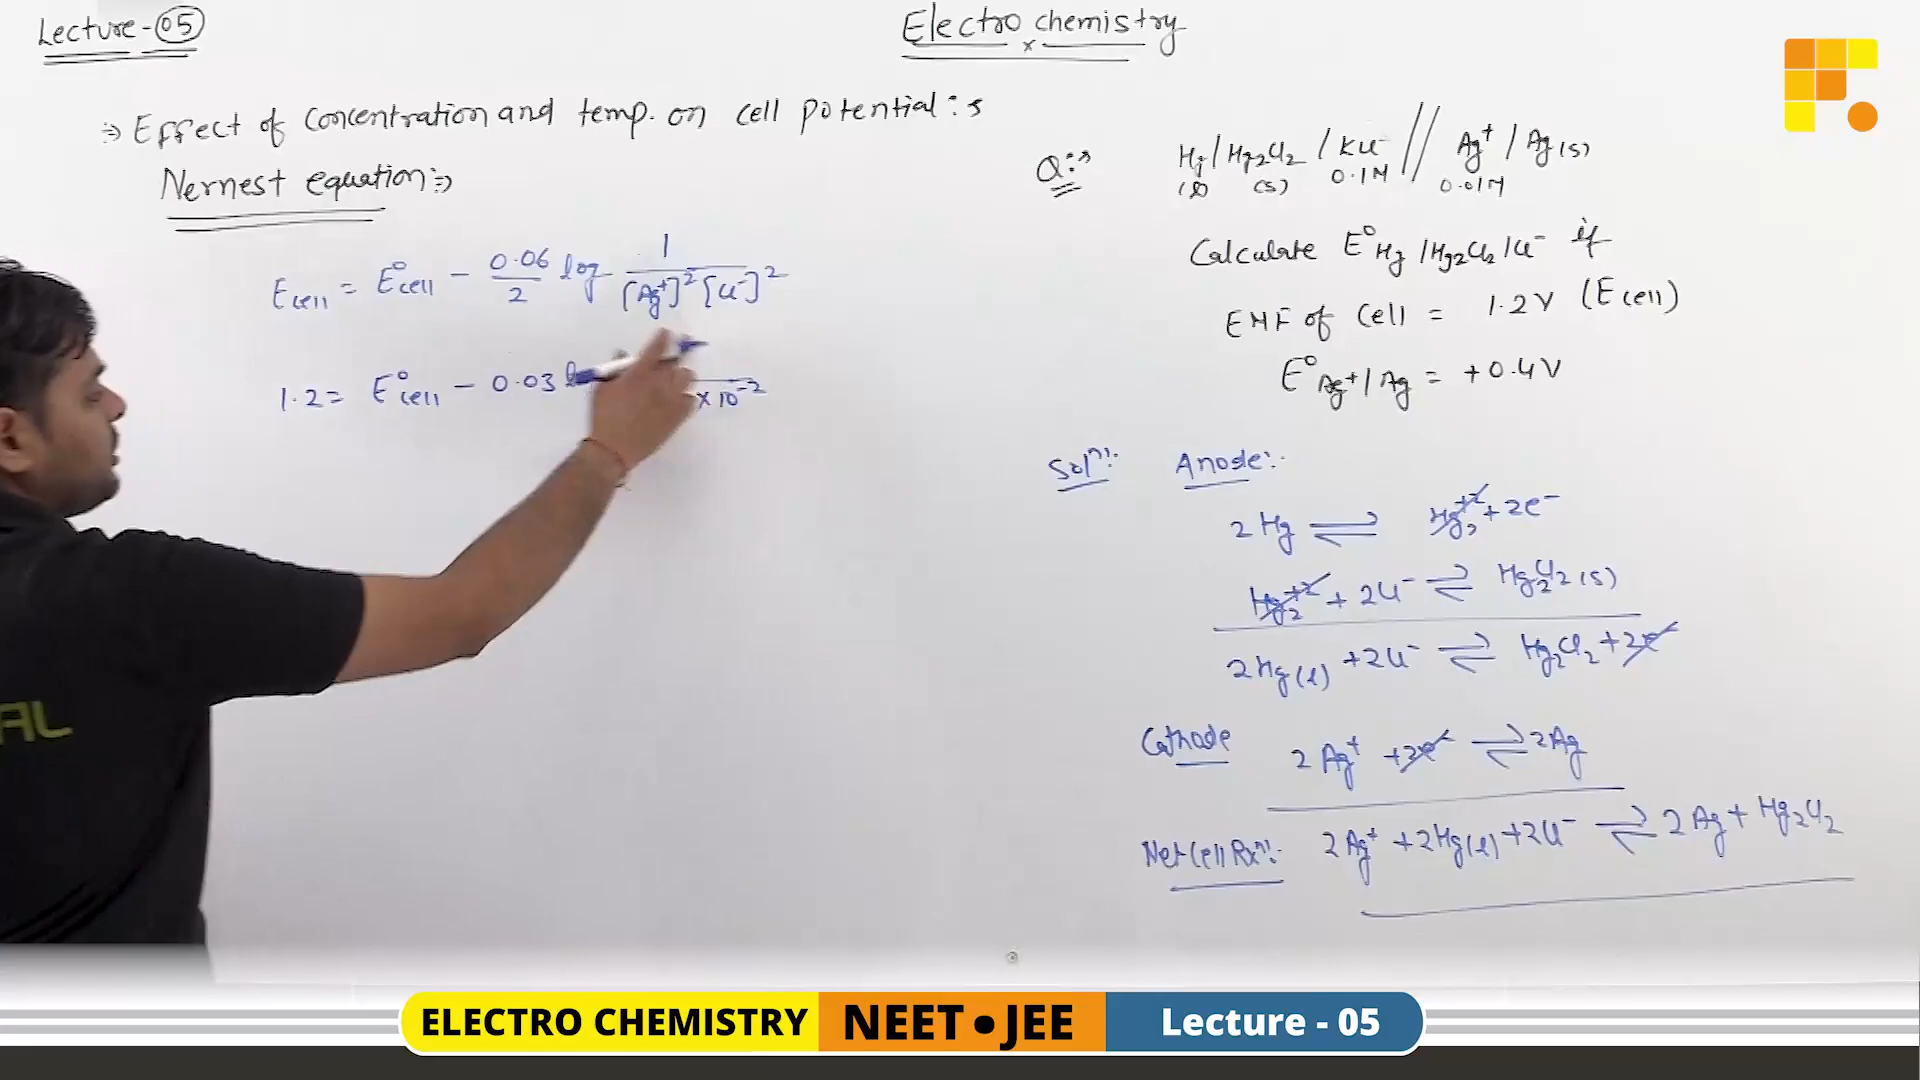 Lecture-05
Electrochemistry
⇒ Effect of concentration and temp. on cell potential:⇒
Nernest equation:⇒
Ecell = E°cell - 0.06/2 log 1/[Ag⁺]²[Cl⁻]²
1.2 = E°cell - 0.03 ×10⁻²
Q:⇒ Hg/Hg₂Cl₂/KCl//Ag⁺/Ag(s)
(l) (s) 0.1M 0.01M
Calculate E°Hg/Hg₂Cl₂/Cl⁻ if
EMF of cell = 1.2V (Ecell)
E°Ag⁺/Ag = +0.4V
Solⁿ: Anode:-
2Hg ⇌ Hg₂⁺² + 2e⁻
Hg₂⁺² + 2Cl⁻ ⇌ Hg₂Cl₂(s)
2Hg(l) + 2Cl⁻ ⇌ Hg₂Cl₂ + 2e⁻
Cathode 2Ag⁺ + 2e⁻ ⇌ 2Ag
Net Cell Rxⁿ:- 2Ag⁺ + 2Hg(l) + 2Cl⁻ ⇌ 2Ag + Hg₂Cl₂
AL
ELECTRO CHEMISTRY NEET • JEE Lecture - 05